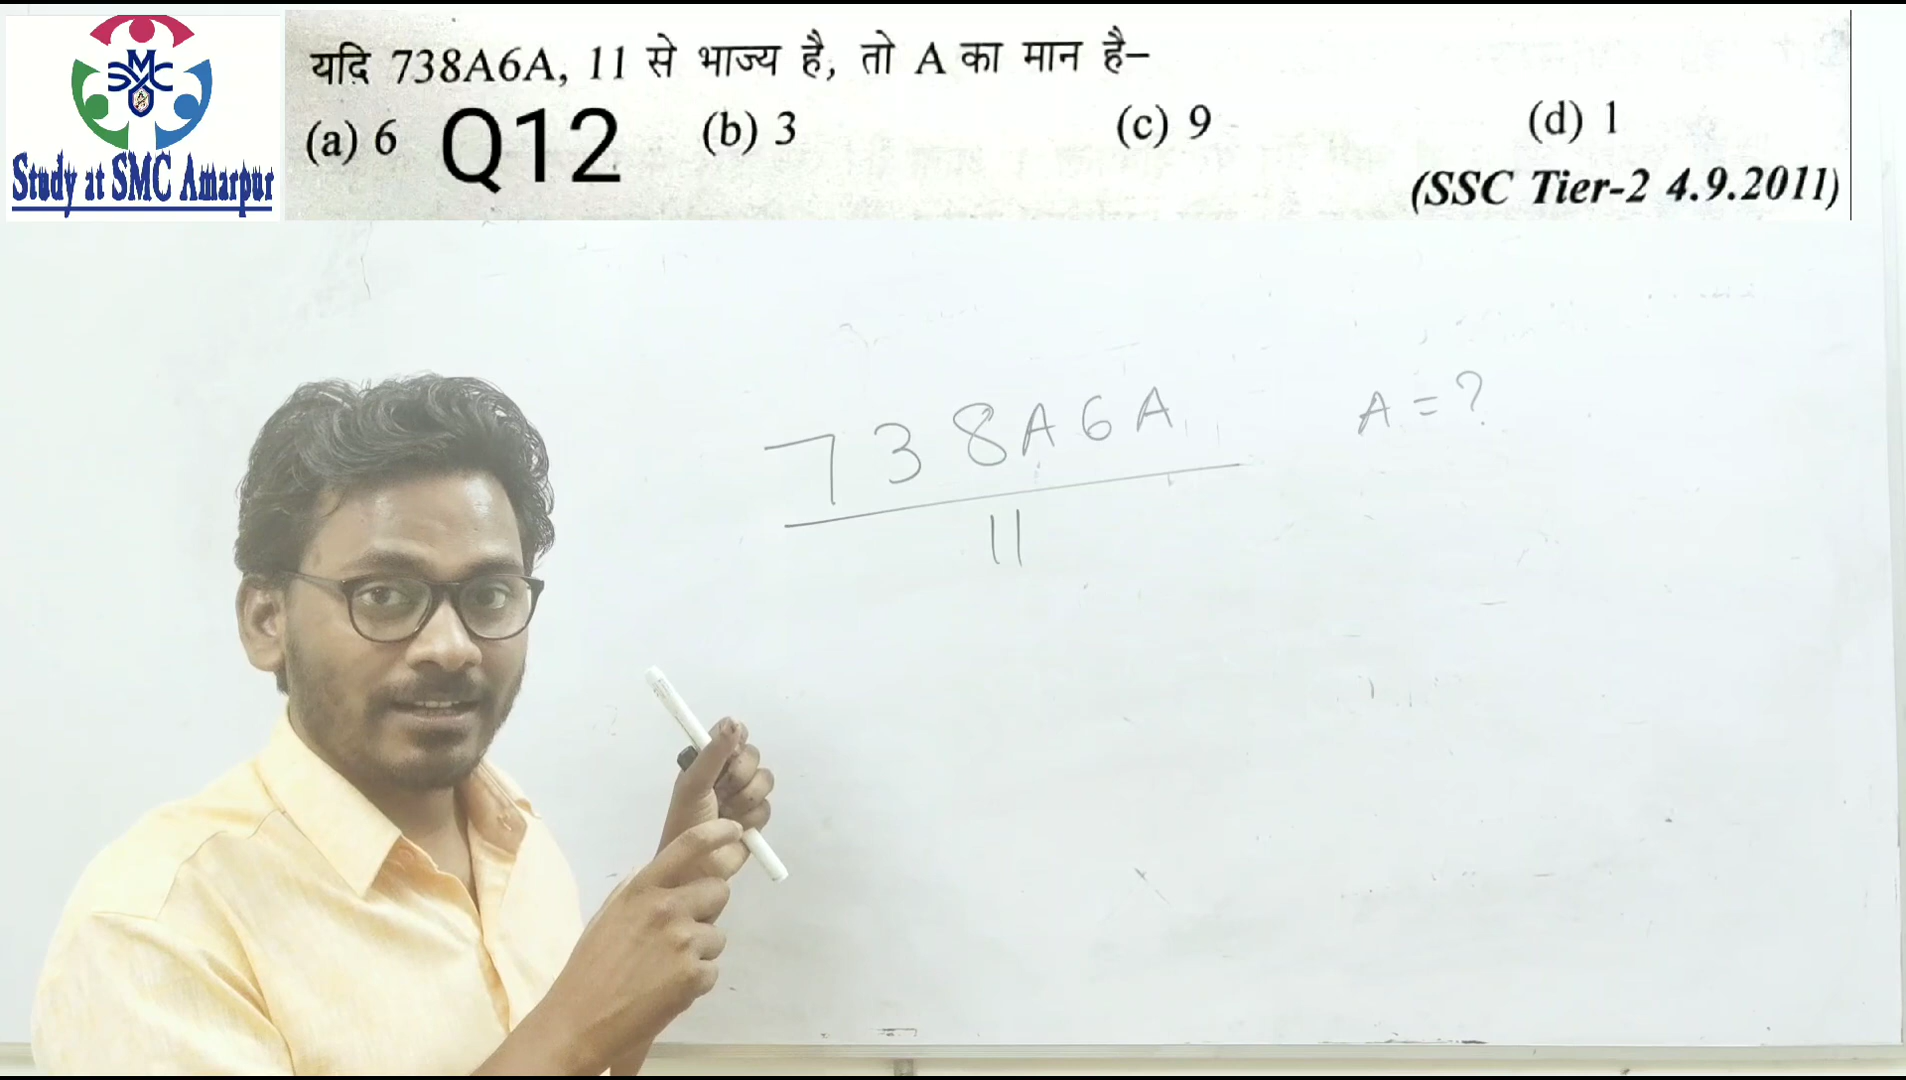 यदि 738A6A, 11 से भाज्य है, तो A का मान है–
(a) 6 Q12 (b) 3 (c) 9 (d) 1
(SSC Tier-2 4.9.2011)
SMC
Study at SMC Amarpur
738A6A A = ?
11